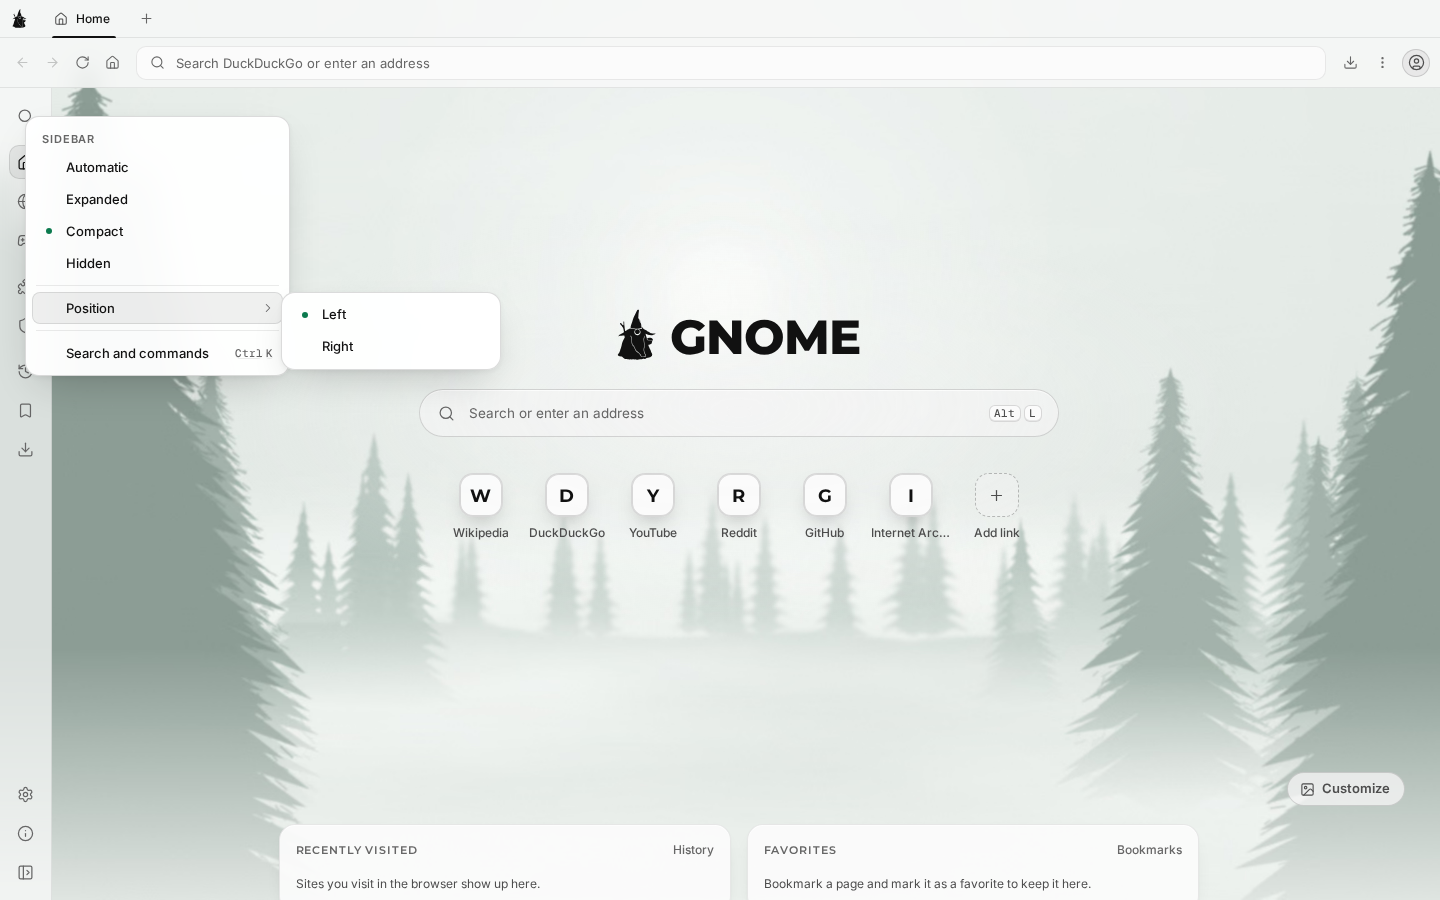 Home
Search DuckDuckGo or enter an address
SIDEBAR
Automatic
Expanded
Compact
Hidden
Position
Left
Right
Search and commands Ctrl K
GNOME
Search or enter an address Alt L
W D Y R G I
Wikipedia DuckDuckGo YouTube Reddit GitHub Internet Arc... Add link
Customize
RECENTLY VISITED History
Sites you visit in the browser show up here.
FAVORITES Bookmarks
Bookmark a page and mark it as a favorite to keep it here.